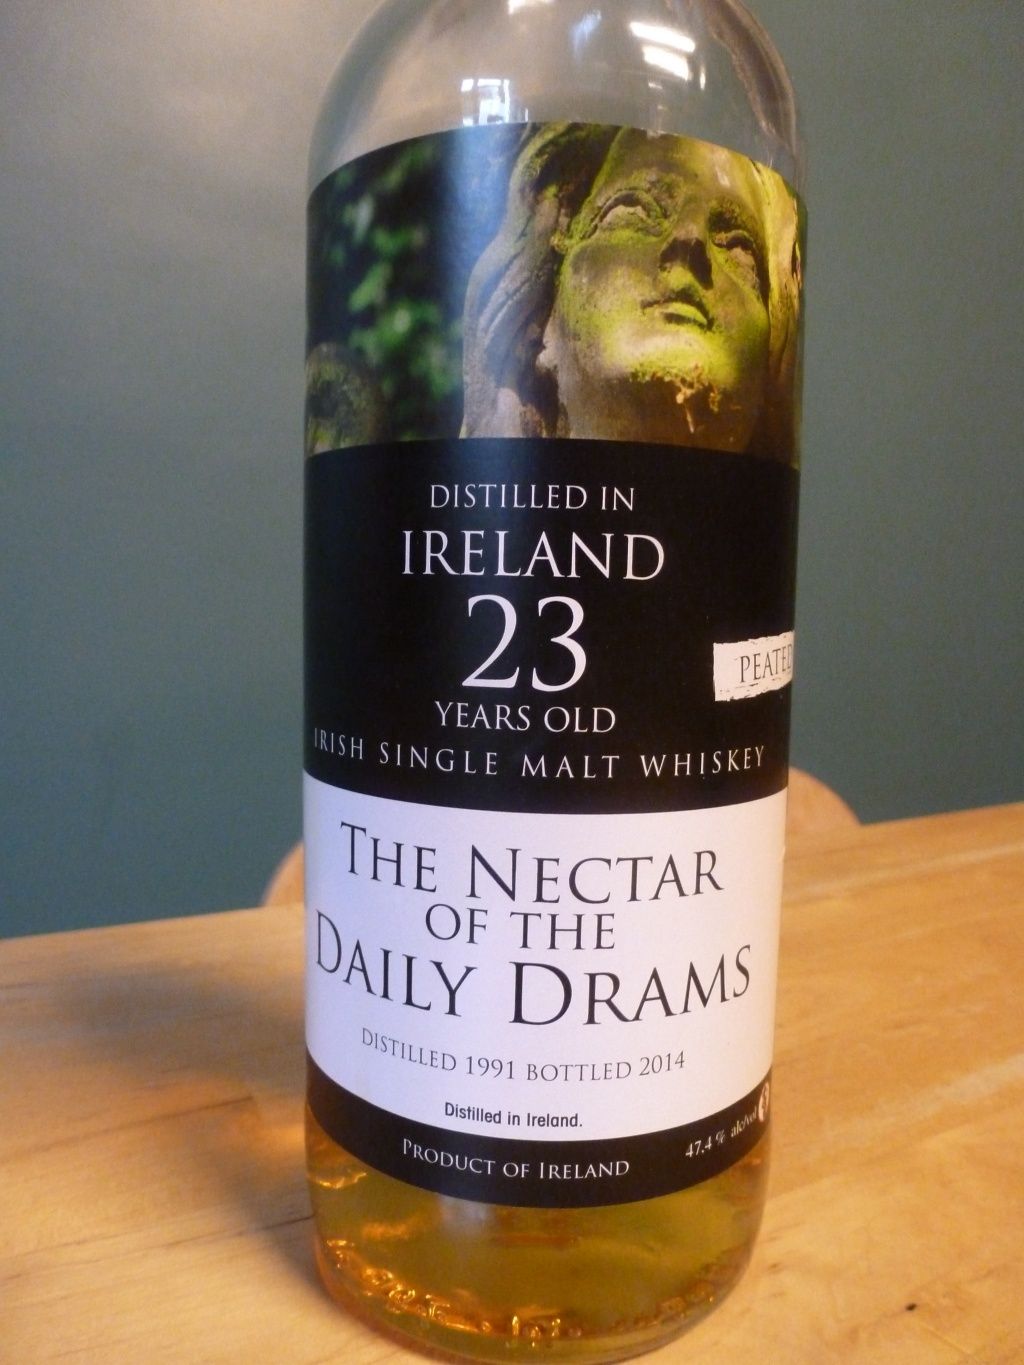 DISTILLED IN
IRELAND
23
PEATED
YEARS OLD
IRISH SINGLE MALT WHISKEY
THE NECTAR
OF THE
DAILY DRAMS
DISTILLED 1991 BOTTLED 2014
Distilled in Ireland.
PRODUCT OF IRELAND
47.4 % alc/vol